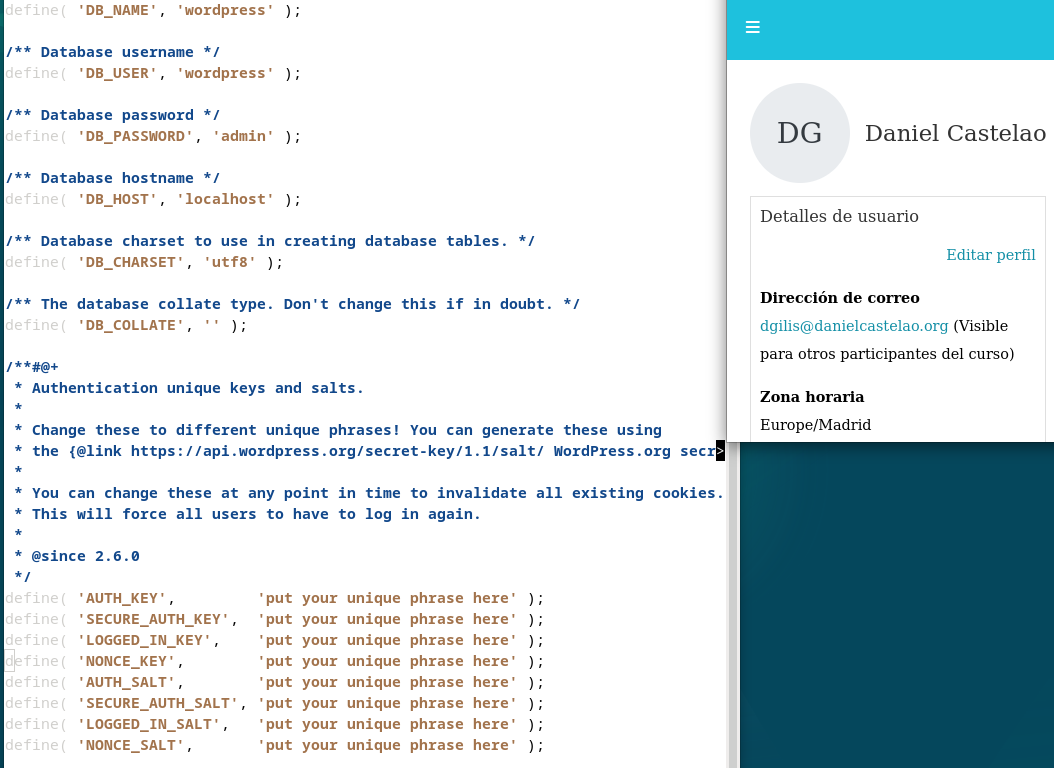 define( 'DB_NAME', 'wordpress' );
/** Database username */
define( 'DB_USER', 'wordpress' );
/** Database password */
define( 'DB_PASSWORD', 'admin' );
/** Database hostname */
define( 'DB_HOST', 'localhost' );
/** Database charset to use in creating database tables. */
define( 'DB_CHARSET', 'utf8' );
/** The database collate type. Don't change this if in doubt. */
define( 'DB_COLLATE', '' );
/**#@+
 * Authentication unique keys and salts.
 *
 * Change these to different unique phrases! You can generate these using
 * the {@link https://api.wordpress.org/secret-key/1.1/salt/ WordPress.org secr>
 *
 * You can change these at any point in time to invalidate all existing cookies.
 * This will force all users to have to log in again.
 *
 * @since 2.6.0
 */
define( 'AUTH_KEY',         'put your unique phrase here' );
define( 'SECURE_AUTH_KEY',  'put your unique phrase here' );
define( 'LOGGED_IN_KEY',    'put your unique phrase here' );
define( 'NONCE_KEY',        'put your unique phrase here' );
define( 'AUTH_SALT',        'put your unique phrase here' );
define( 'SECURE_AUTH_SALT', 'put your unique phrase here' );
define( 'LOGGED_IN_SALT',   'put your unique phrase here' );
define( 'NONCE_SALT',       'put your unique phrase here' );
DG
Daniel Castelao
Detalles de usuario
Editar perfil
Dirección de correo
dgilis@danielcastelao.org (Visible
para otros participantes del curso)
Zona horaria
Europe/Madrid